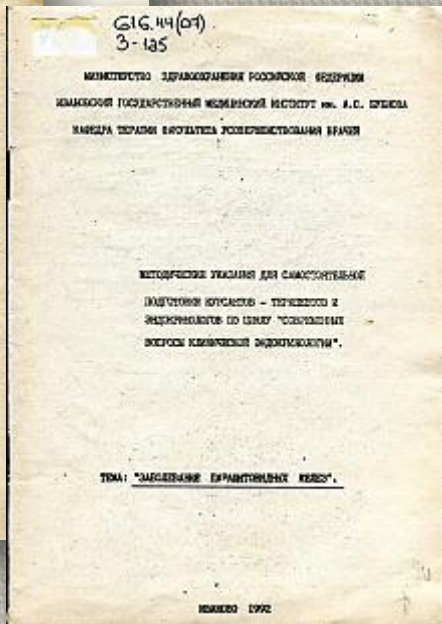 616.44(07)
З-125
МИНИСТЕРСТВО ЗДРАВООХРАНЕНИЯ РОССИЙСКОЙ ФЕДЕРАЦИИ
ИВАНОВСКИЙ ГОСУДАРСТВЕННЫЙ МЕДИЦИНСКИЙ ИНСТИТУТ им. А.С. БУБНОВА
КАФЕДРА ТЕРАПИИ ФАКУЛЬТЕТА УСОВЕРШЕНСТВОВАНИЯ ВРАЧЕЙ
МЕТОДИЧЕСКИЕ УКАЗАНИЯ ДЛЯ САМОСТОЯТЕЛЬНОЙ
ПОДГОТОВКИ КУРСАНТОВ - ТЕРАПЕВТОВ И
ЭНДОКРИНОЛОГОВ ПО ЦИКЛУ "СОВРЕМЕННЫЕ
ВОПРОСЫ КЛИНИЧЕСКОЙ ЭНДОКРИНОЛОГИИ".
ТЕМА: "ЗАБОЛЕВАНИЕ ПАРАЩИТОВИДНЫХ ЖЕЛЕЗ".
ИВАНОВО 1992